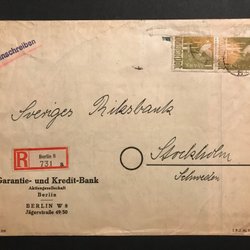 Einschreiben
Sveriges Riksbank
R
Berlin 8
731 a
Garantie- und Kredit-Bank
Aktiengesellschaft
Berlin
BERLIN W 8
Jägerstraße 49/50
Stockholm
Schweden